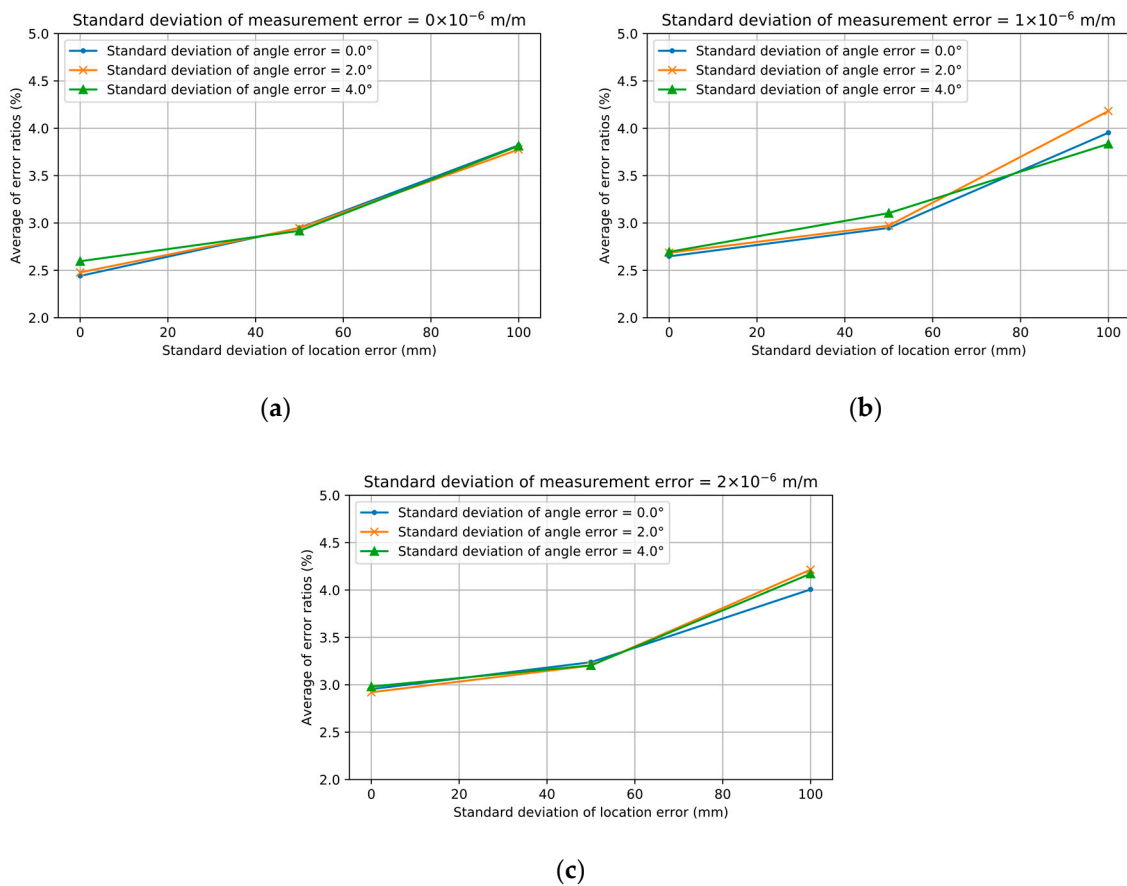 Standard deviation of measurement error = 0×10⁻⁶ m/m
5.0
4.5
4.0
3.5
3.0
2.5
2.0
Average of error ratios (%)
Standard deviation of angle error = 0.0°
Standard deviation of angle error = 2.0°
Standard deviation of angle error = 4.0°
0 20 40 60 80 100
Standard deviation of location error (mm)
(a)
Standard deviation of measurement error = 1×10⁻⁶ m/m
5.0
4.5
4.0
3.5
3.0
2.5
2.0
Average of error ratios (%)
Standard deviation of angle error = 0.0°
Standard deviation of angle error = 2.0°
Standard deviation of angle error = 4.0°
0 20 40 60 80 100
Standard deviation of location error (mm)
(b)
Standard deviation of measurement error = 2×10⁻⁶ m/m
5.0
4.5
4.0
3.5
3.0
2.5
2.0
Average of error ratios (%)
Standard deviation of angle error = 0.0°
Standard deviation of angle error = 2.0°
Standard deviation of angle error = 4.0°
0 20 40 60 80 100
Standard deviation of location error (mm)
(c)